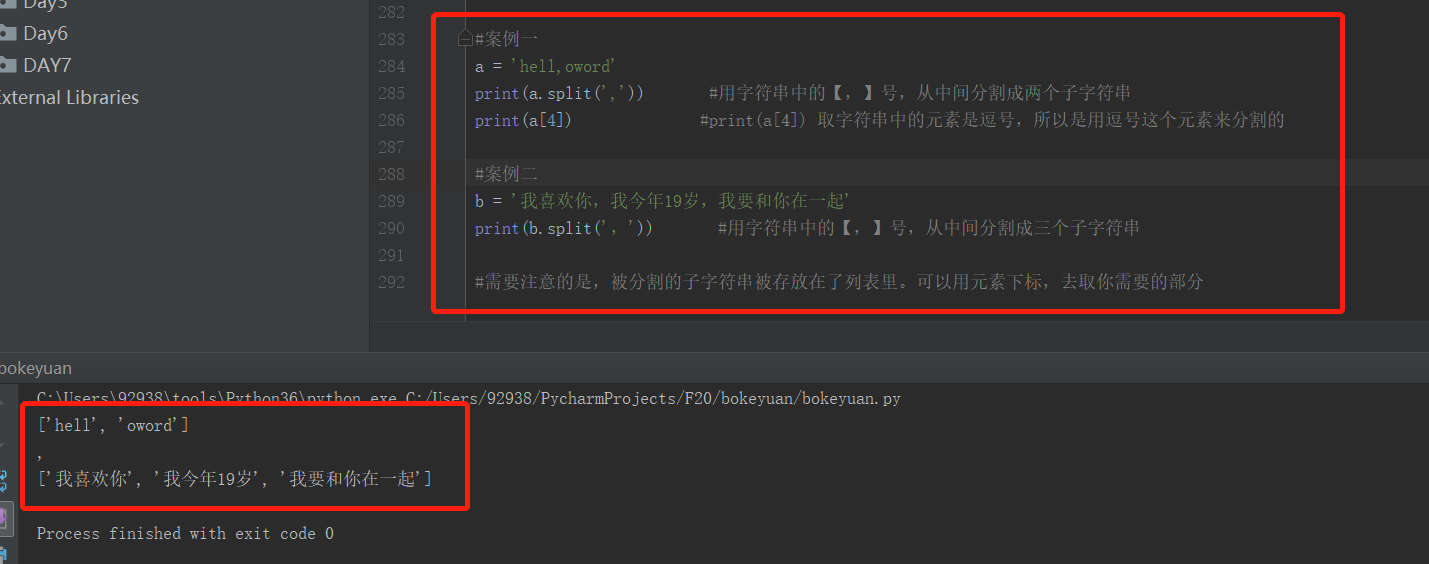 Day5
282
Day6
283 #案例一
DAY7
284 a = 'hell,oword'
External Libraries
285 print(a.split(',')) #用字符串中的【，】号，从中间分割成两个子字符串
286 print(a[4]) #print(a[4]) 取字符串中的元素是逗号，所以是用逗号这个元素来分割的
287
288 #案例二
289 b = '我喜欢你，我今年19岁，我要和你在一起'
290 print(b.split('，')) #用字符串中的【，】号，从中间分割成三个子字符串
291
292 #需要注意的是，被分割的子字符串被存放在了列表里。可以用元素下标，去取你需要的部分
bokeyuan
C:\Users\92938\tools\Python36\python.exe C:/Users/92938/PycharmProjects/F20/bokeyuan/bokeyuan.py
['hell', 'oword']
,
['我喜欢你', '我今年19岁', '我要和你在一起']
Process finished with exit code 0